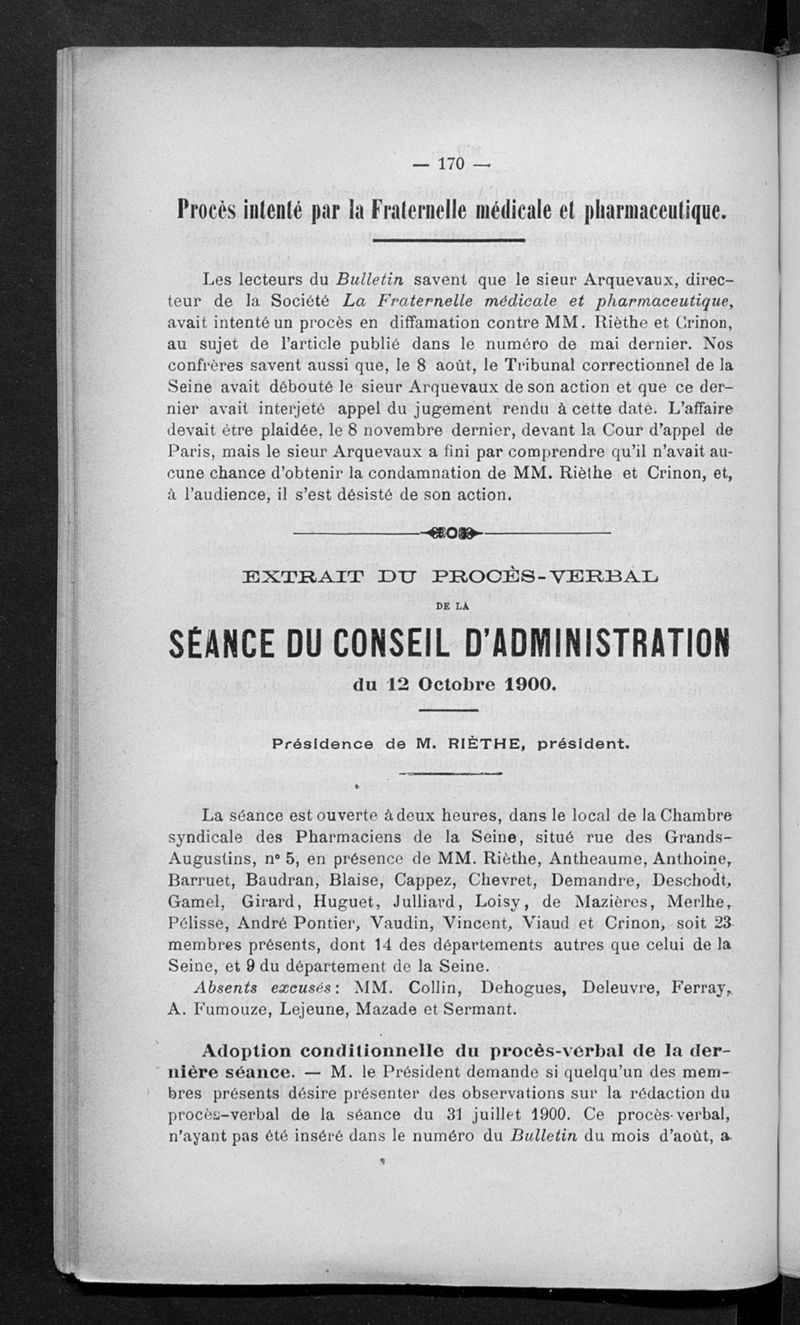 — 170 —
Procès intenté par la Fraternelle médicale et pharmaceutique.
Les lecteurs du Bulletin savent que le sieur Arquevaux, direc-
teur de la Société La Fraternelle médicale et pharmaceutique,
avait intenté un procès en diffamation contre MM. Rièthe et Crinon,
au sujet de l'article publié dans le numéro de mai dernier. Nos
confrères savent aussi que, le 8 août, le Tribunal correctionnel de la
Seine avait débouté le sieur Arquevaux de son action et que ce der-
nier avait interjeté appel du jugement rendu à cette date. L'affaire
devait être plaidée, le 8 novembre dernier, devant la Cour d'appel de
Paris, mais le sieur Arquevaux a fini par comprendre qu'il n'avait au-
cune chance d'obtenir la condamnation de MM. Rièthe et Crinon, et,
à l'audience, il s'est désisté de son action.
EXTRAIT DU PROCÈS-VERBAL
DE LA
SÉANCE DU CONSEIL D'ADMINISTRATION
du 12 Octobre 1900.
Présidence de M. RIÈTHE, président.
La séance est ouverte à deux heures, dans le local de la Chambre
syndicale des Pharmaciens de la Seine, situé rue des Grands-
Augustins, n° 5, en présence de MM. Rièthe, Antheaume, Anthoine,
Barruet, Baudran, Blaise, Cappez, Chevret, Demandre, Deschodt,
Gamel, Girard, Huguet, Julliard, Loisy, de Mazières, Merlhe,
Pélisse, André Pontier, Vaudin, Vincent, Viaud et Crinon, soit 23
membres présents, dont 14 des départements autres que celui de la
Seine, et 9 du département de la Seine.
Absents excusés : MM. Collin, Dehogues, Deleuvre, Ferray,
A. Fumouze, Lejeune, Mazade et Sermant.
Adoption conditionnelle du procès-verbal de la der-
nière séance. — M. le Président demande si quelqu'un des mem-
bres présents désire présenter des observations sur la rédaction du
procès-verbal de la séance du 31 juillet 1900. Ce procès-verbal,
n'ayant pas été inséré dans le numéro du Bulletin du mois d'août, a